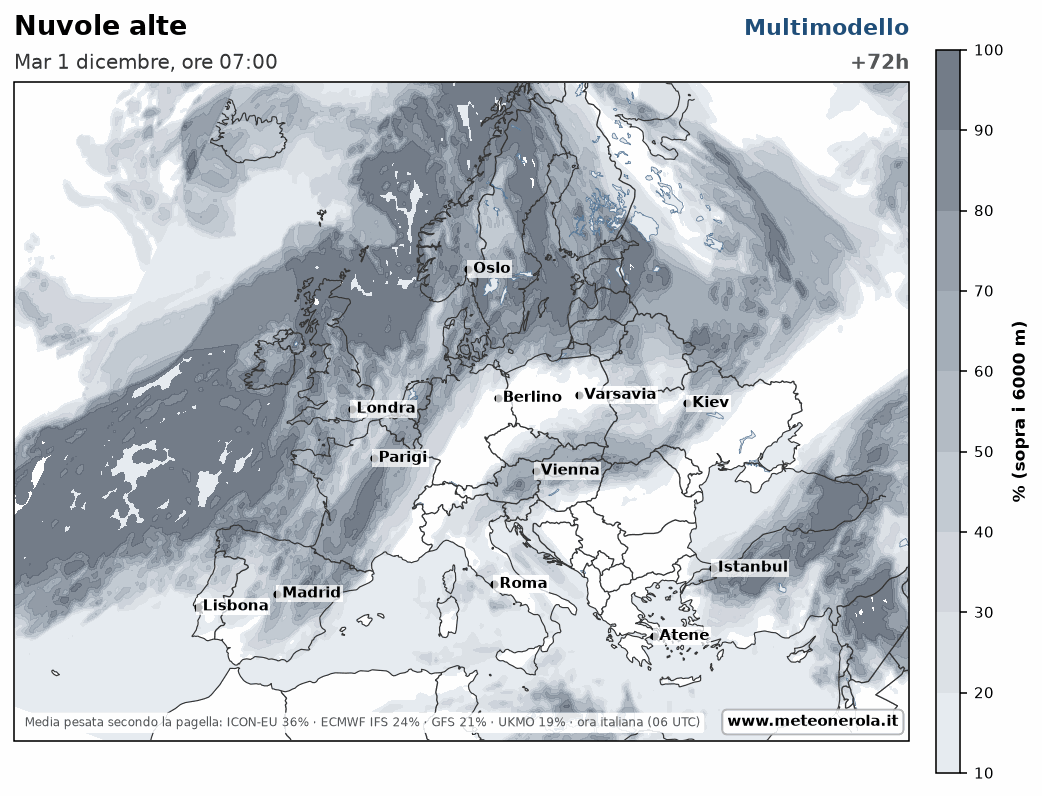 Nuvole alte
Multimodello
Mar 1 dicembre, ore 07:00
+72h
100
90
80
70
60
50
40
30
20
10
% (sopra i 6000 m)
Oslo
Berlino
Varsavia
Kiev
Londra
Parigi
Vienna
Istanbul
Roma
Madrid
Lisbona
Atene
Media pesata secondo la pagella: ICON-EU 36% · ECMWF IFS 24% · GFS 21% · UKMO 19% · ora italiana (06 UTC)
www.meteonerola.it